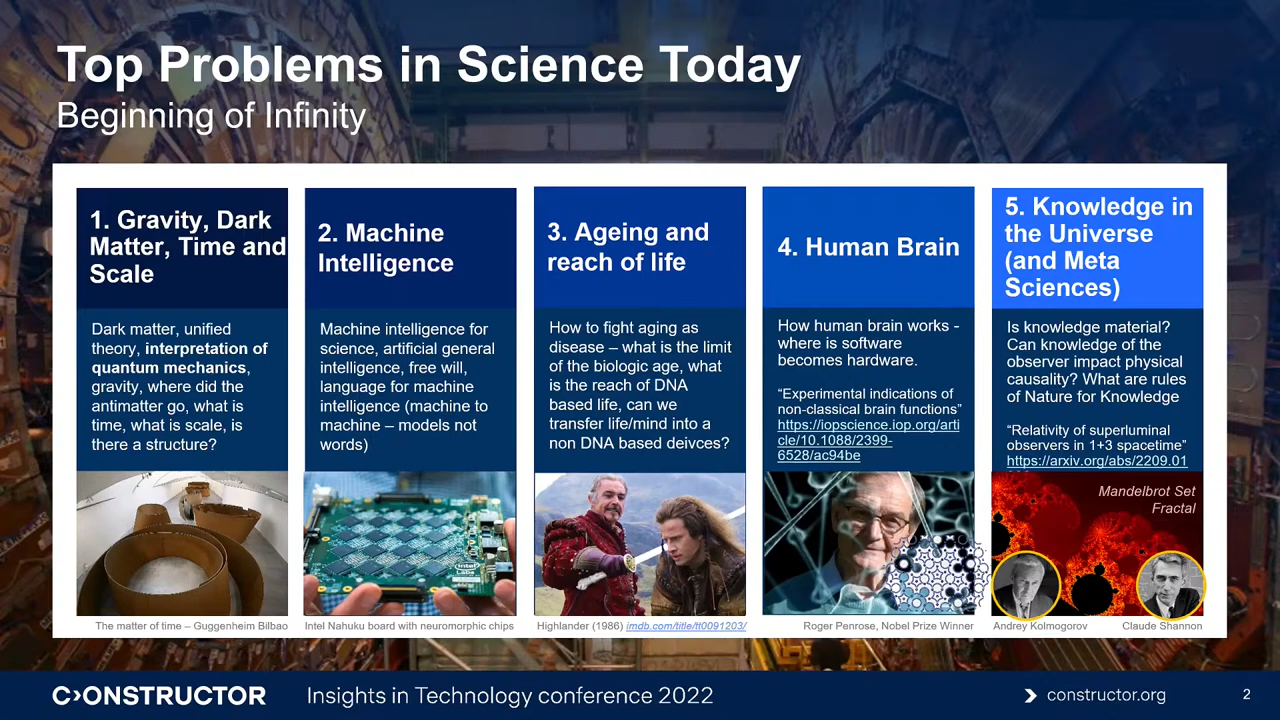 Top Problems in Science Today
Beginning of Infinity
1. Gravity, Dark
Matter, Time and
Scale
Dark matter, unified
theory, interpretation of
quantum mechanics,
gravity, where did the
antimatter go, what is
time, what is scale, is
there a structure?
The matter of time – Guggenheim Bilbao
2. Machine
Intelligence
Machine intelligence for
science, artificial general
intelligence, free will,
language for machine
intelligence (machine to
machine – models not
words)
intel
Labs
Intel Nahuku board with neuromorphic chips
3. Ageing and
reach of life
How to fight aging as
disease – what is the limit
of the biologic age, what
is the reach of DNA
based life, can we
transfer life/mind into a
non DNA based deivces?
Highlander (1986) imdb.com/title/tt0091203/
4. Human Brain
How human brain works -
where is software
becomes hardware.
“Experimental indications of
non-classical brain functions”
https://iopscience.iop.org/arti
cle/10.1088/2399-
6528/ac94be
Roger Penrose, Nobel Prize Winner
5. Knowledge in
the Universe
(and Meta
Sciences)
Is knowledge material?
Can knowledge of the
observer impact physical
causality? What are rules
of Nature for Knowledge
“Relativity of superluminal
observers in 1+3 spacetime”
https://arxiv.org/abs/2209.01
Mandelbrot Set
Fractal
Andrey Kolmogorov
Claude Shannon
C›ONSTRUCTOR
Insights in Technology conference 2022
constructor.org
2